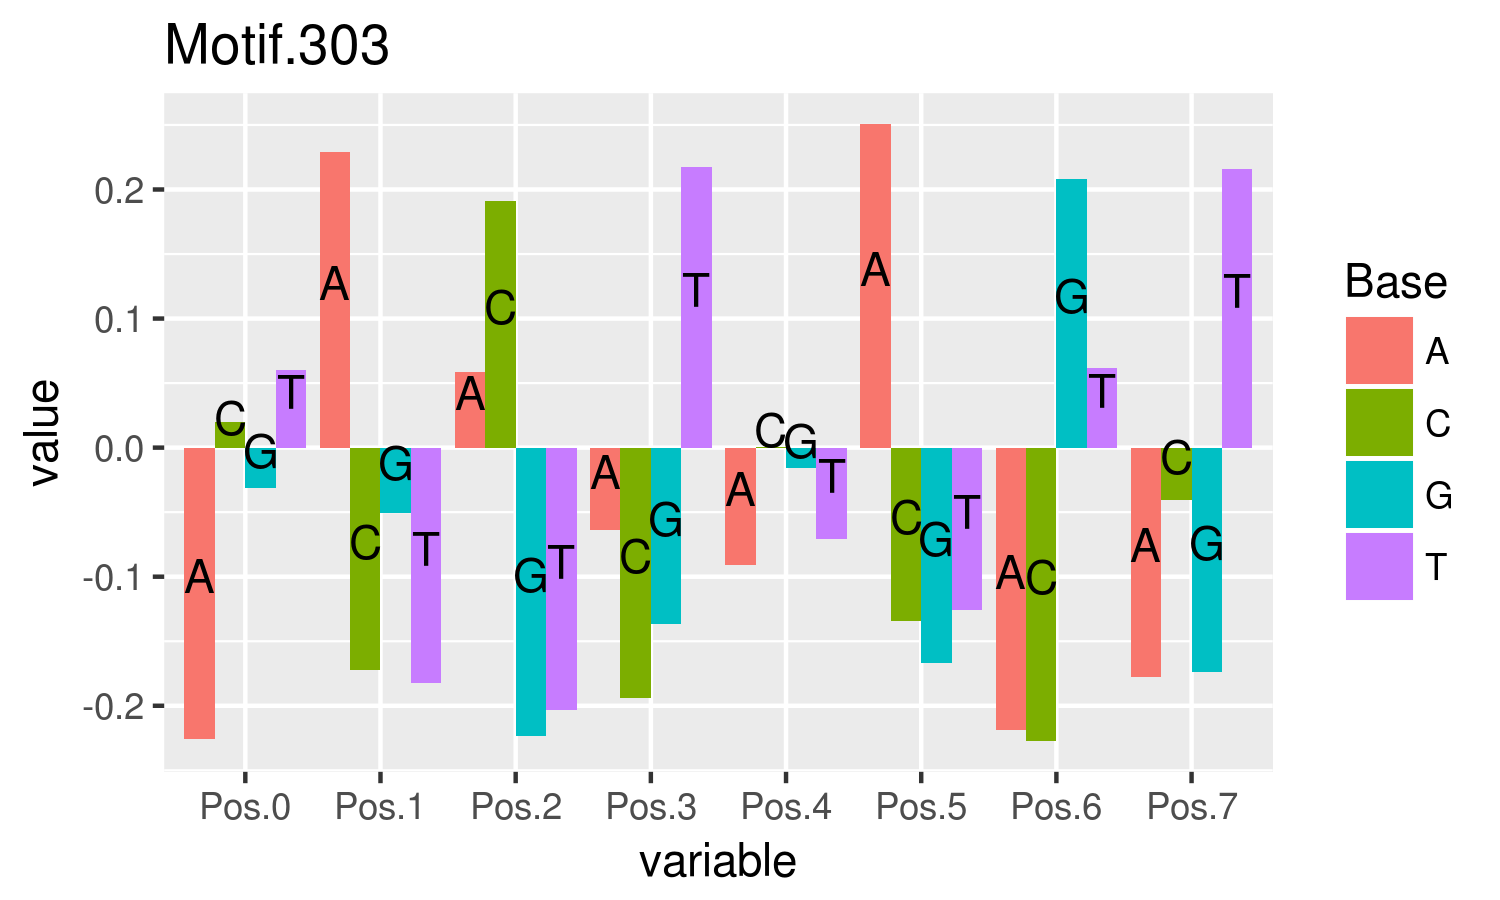 Motif.303
value
0.2
0.1
0.0
-0.1
-0.2
A C G T
A C G T
A C G T
A C G T
A C G T
A C G T
A C G T
A C G T
Pos.0 Pos.1 Pos.2 Pos.3 Pos.4 Pos.5 Pos.6 Pos.7
variable
Base
A
C
G
T